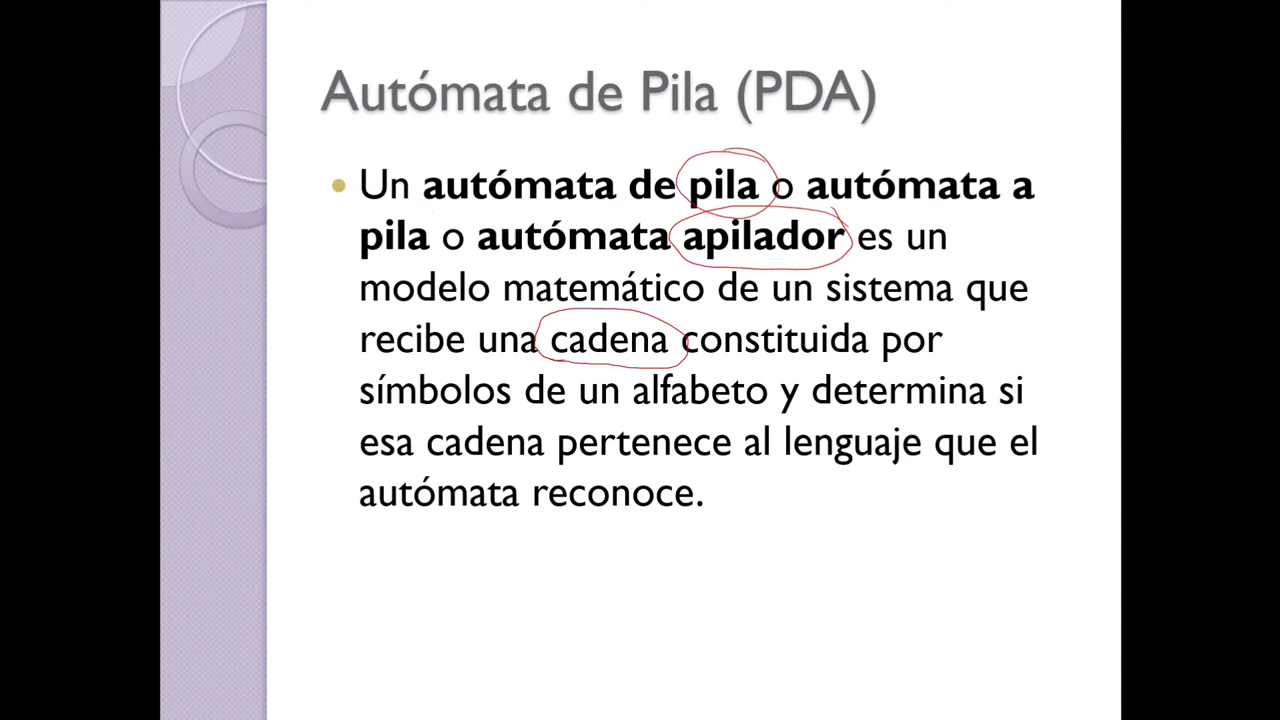 Autómata de Pila (PDA)
Un autómata de pila o autómata a
pila o autómata apilador es un
modelo matemático de un sistema que
recibe una cadena constituida por
símbolos de un alfabeto y determina si
esa cadena pertenece al lenguaje que el
autómata reconoce.